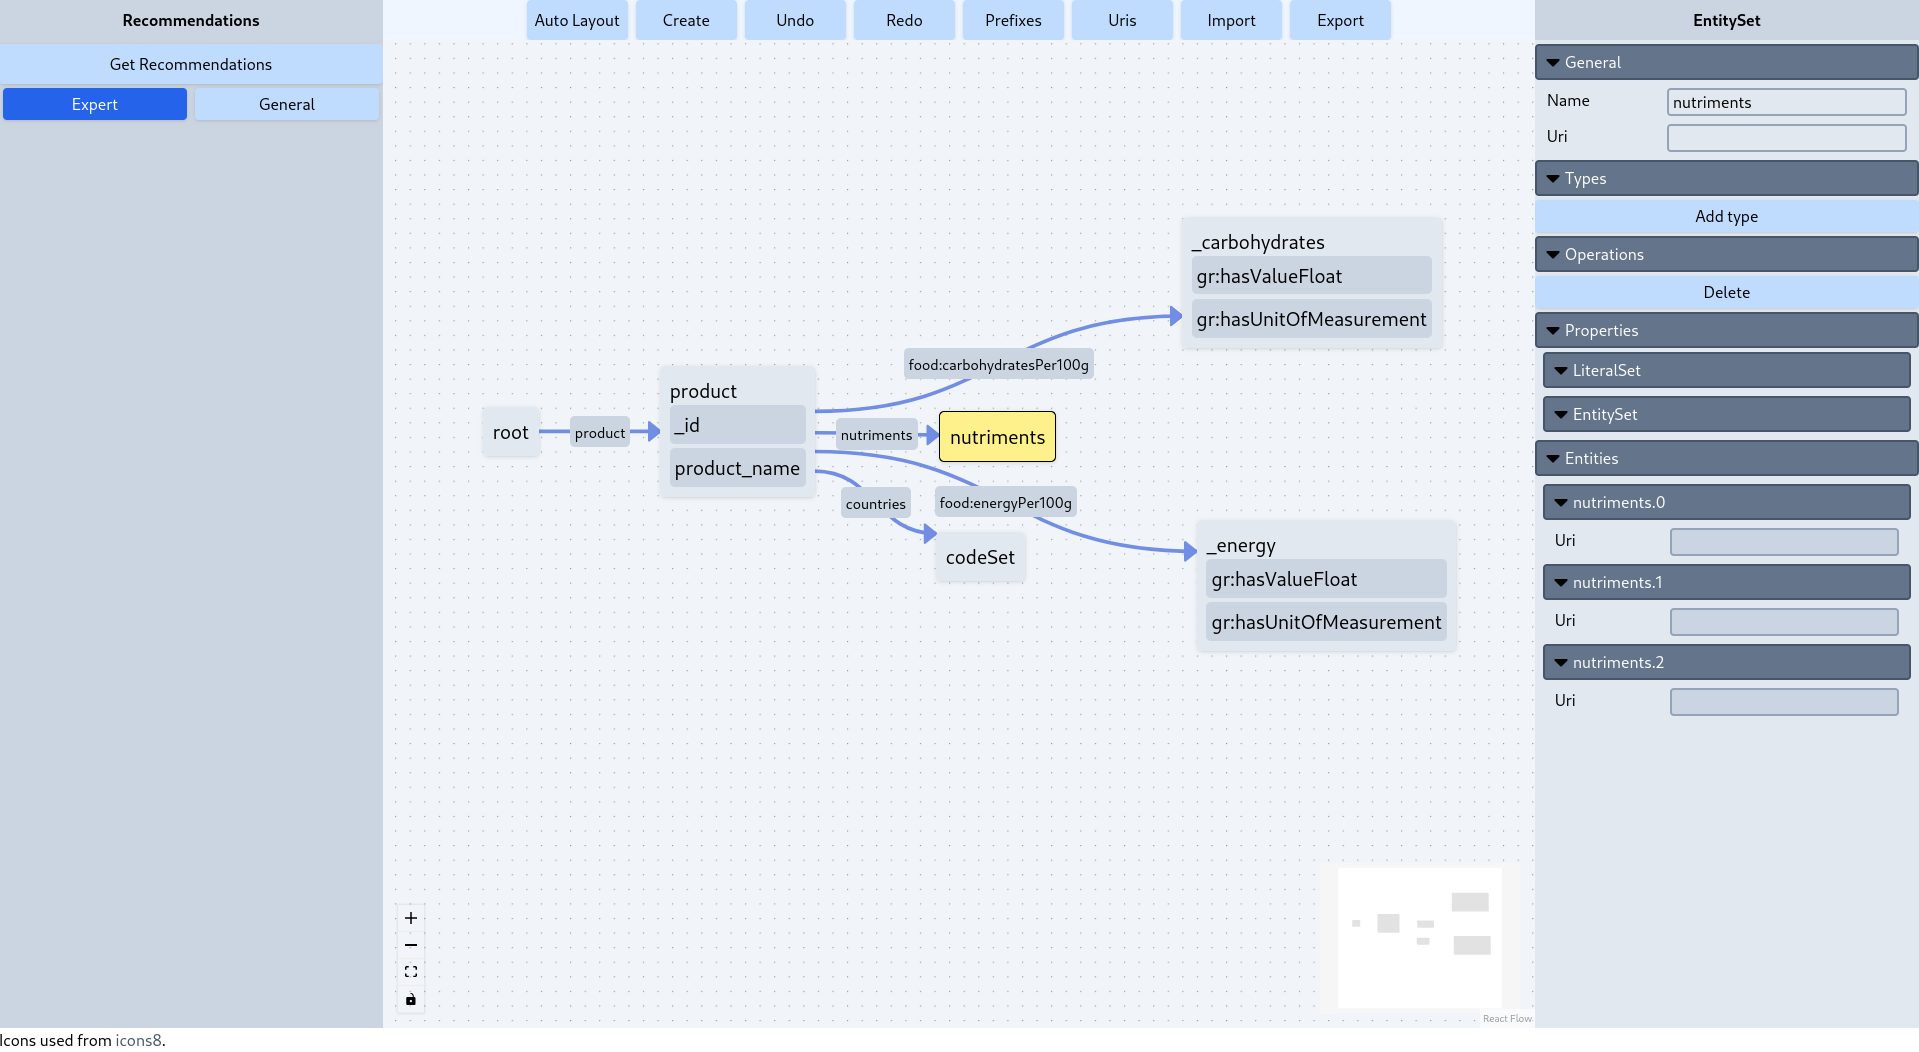 Recommendations
Get Recommendations
Expert
General
Auto Layout
Create
Undo
Redo
Prefixes
Uris
Import
Export
root
product
product
_id
product_name
food:carbohydratesPer100g
nutriments
nutriments
food:energyPer100g
countries
codeSet
_carbohydrates
gr:hasValueFloat
gr:hasUnitOfMeasurement
_energy
gr:hasValueFloat
gr:hasUnitOfMeasurement
React Flow
EntitySet
General
Name
nutriments
Uri
Types
Add type
Operations
Delete
Properties
LiteralSet
EntitySet
Entities
nutriments.0
Uri
nutriments.1
Uri
nutriments.2
Uri
Icons used from icons8.